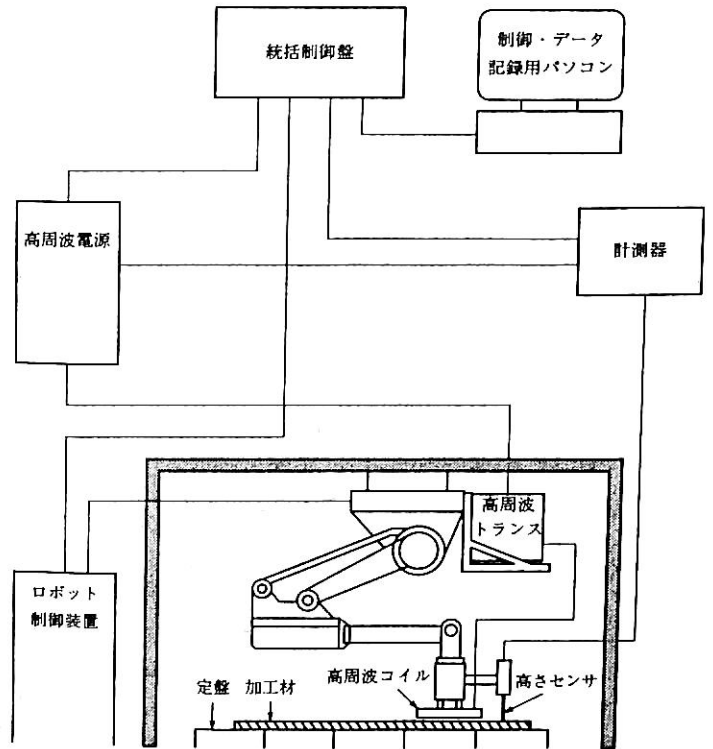 統括制御盤
制御・データ
記録用パソコン
高周波電源
計測器
高周波
トランス
ロボット
制御装置
高周波コイル
高さセンサ
定盤
加工材